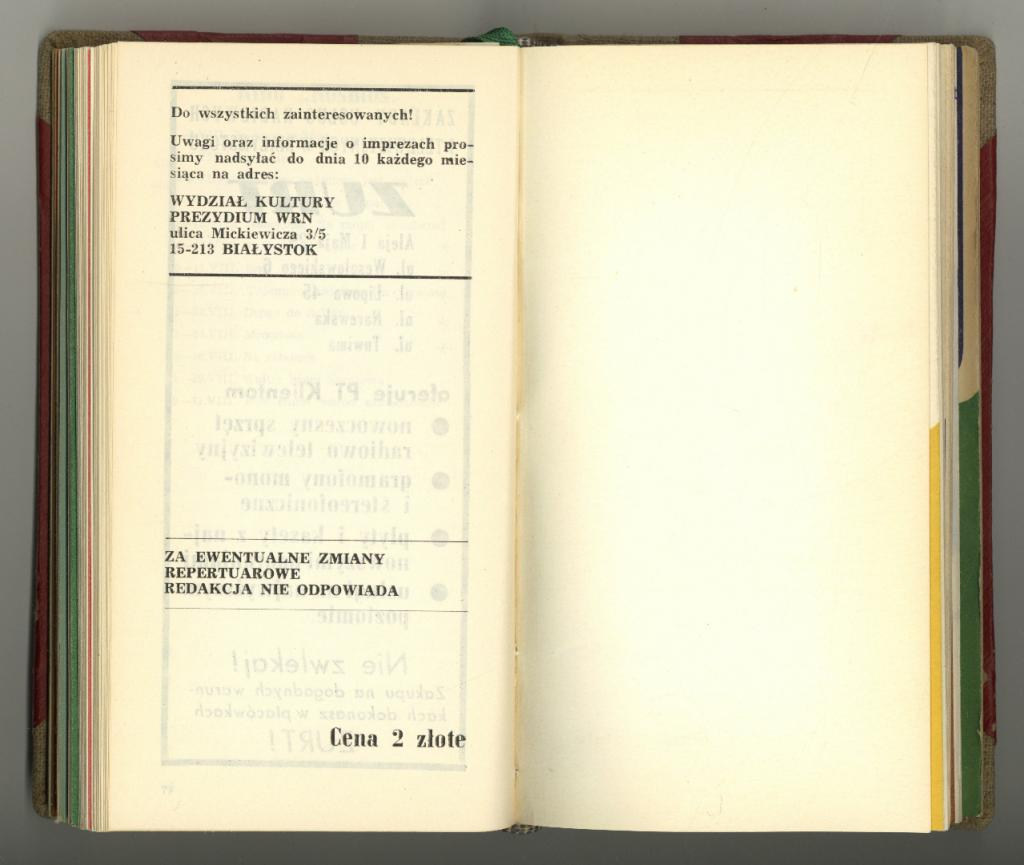 Do wszystkich zainteresowanych!
Uwagi oraz informacje o imprezach pro-
simy nadsyłać do dnia 10 każdego mie-
siąca na adres:
WYDZIAŁ KULTURY
PREZYDIUM WRN
ulica Mickiewicza 3/5
15-213 BIAŁYSTOK
ZA EWENTUALNE ZMIANY
REPERTUAROWE
REDAKCJA NIE ODPOWIADA
Cena 2 złote